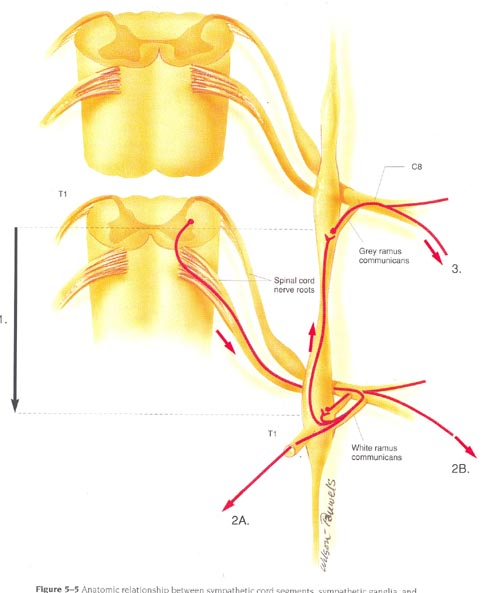 C8
T1
Grey ramus
communicans
3.
Spinal cord
nerve roots
1.
T1
White ramus
communicans
2B.
2A.
Wilson-Pauwels
Figure 5–5 Anatomic relationship between sympathetic cord segments, sympathetic ganglia, and